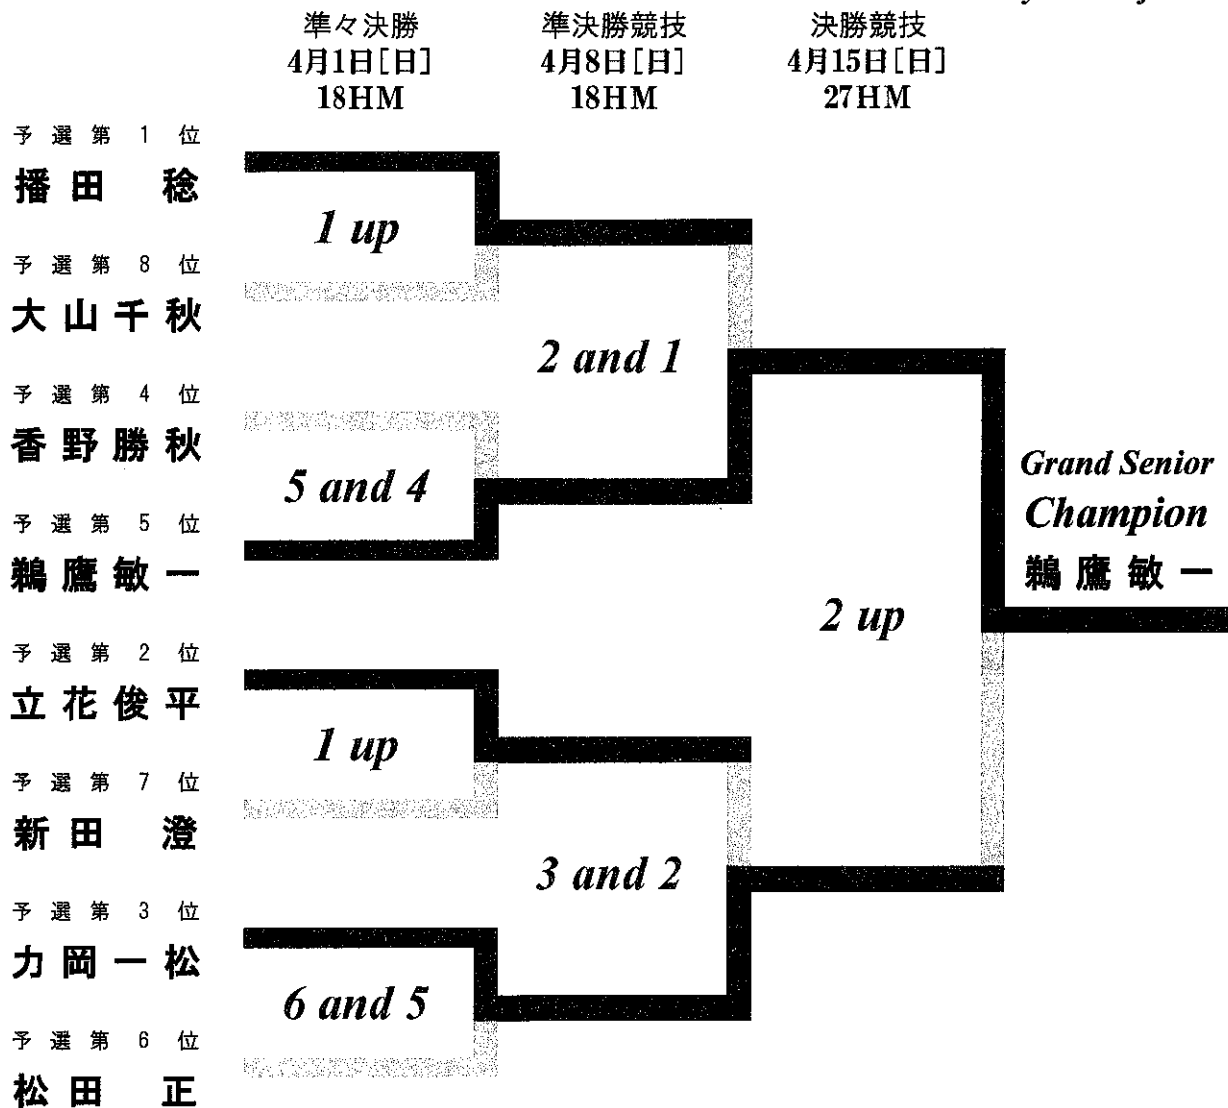 準々決勝
4月1日[日]
18HM
準決勝競技
4月8日[日]
18HM
決勝競技
4月15日[日]
27HM
予選第1位
播田 稔
1 up
予選第8位
大山千秋
2 and 1
予選第4位
香野勝秋
5 and 4
Grand Senior
Champion
鵜鷹敏一
予選第5位
鵜鷹敏一
2 up
予選第2位
立花俊平
1 up
予選第7位
新田 澄
3 and 2
予選第3位
力岡一松
6 and 5
予選第6位
松田 正